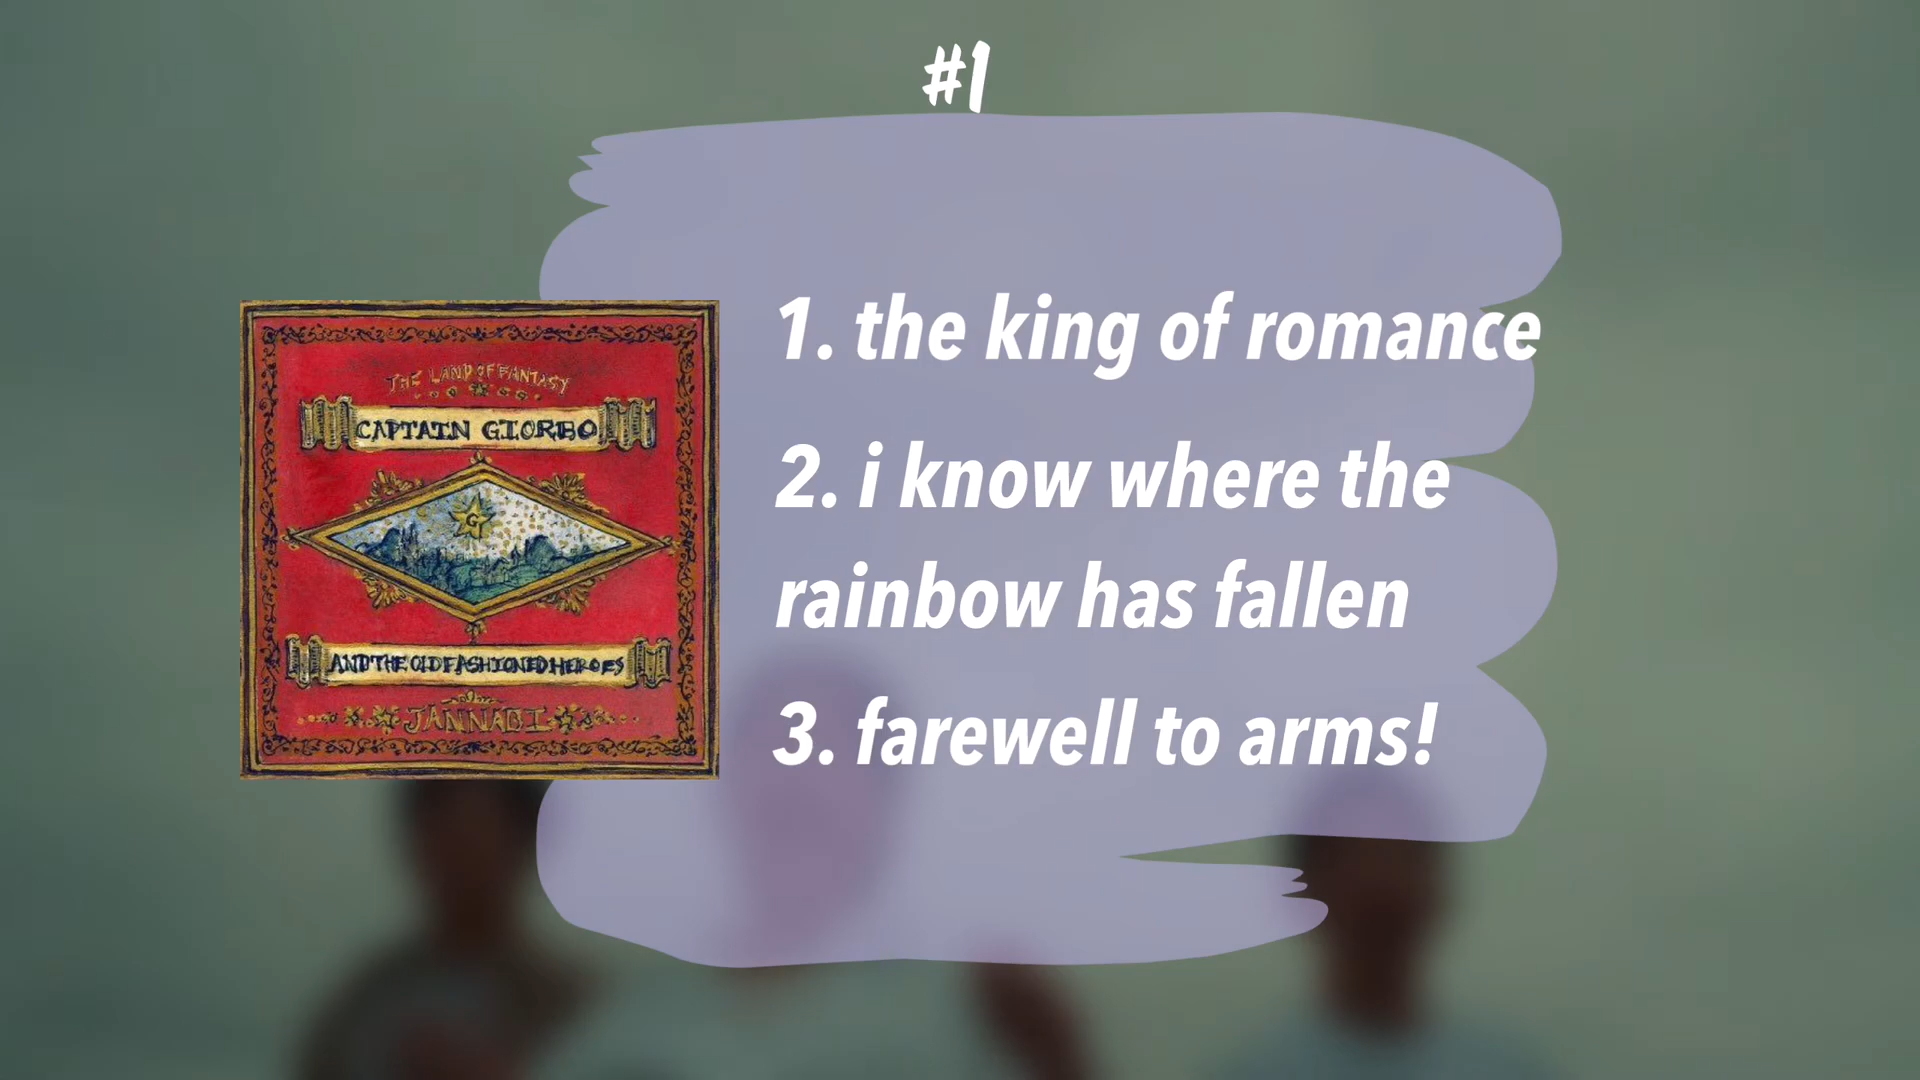 #1
THE LAND OF FANTASY
CAPTAIN GIORBO
G
AND THE OLD FASHIONED HEROES
JANNABI
1. the king of romance
2. i know where the
rainbow has fallen
3. farewell to arms!